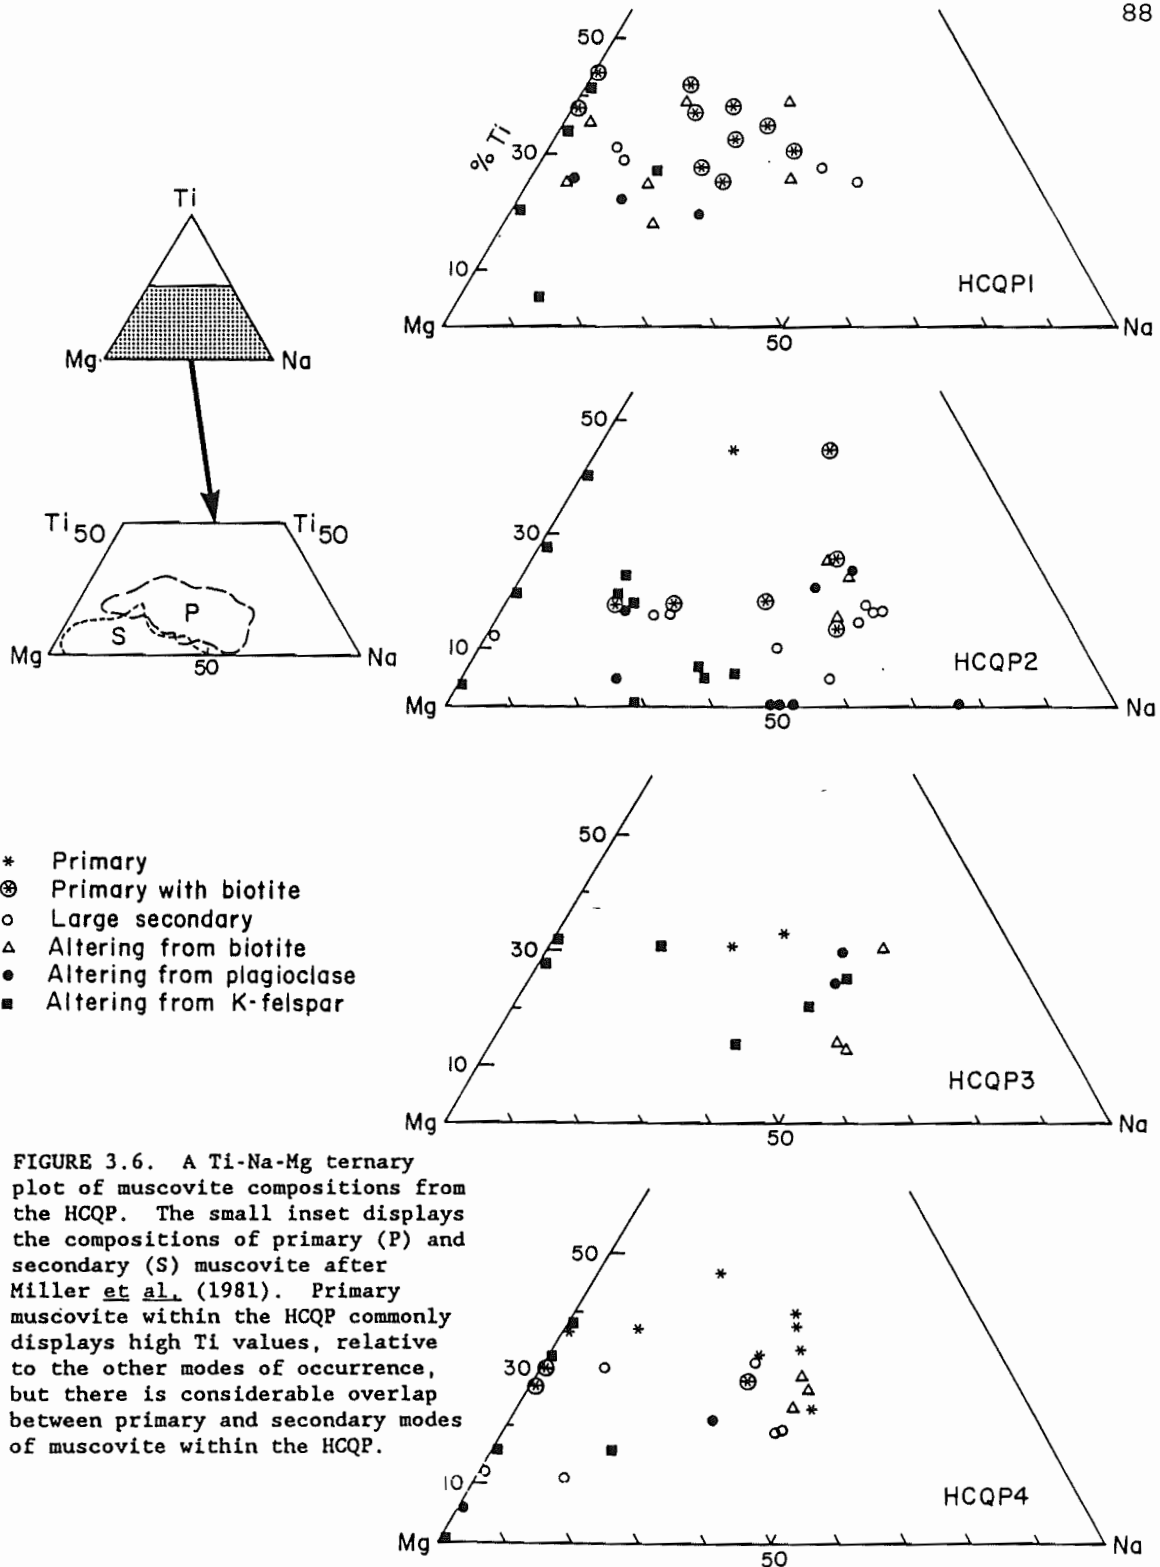 88
50
% Ti
30
10
Mg
50
Na
HCQP1
Ti
Mg
Na
Ti50
Ti50
P
S
Mg
50
Na
50
30
10
Mg
50
Na
HCQP2
* Primary
Primary with biotite
Large secondary
Altering from biotite
Altering from plagioclase
Altering from K-felspar
50
30
10
Mg
50
Na
HCQP3
FIGURE 3.6. A Ti-Na-Mg ternary
plot of muscovite compositions from
the HCQP. The small inset displays
the compositions of primary (P) and
secondary (S) muscovite after
Miller et al. (1981). Primary
muscovite within the HCQP commonly
displays high Ti values, relative
to the other modes of occurrence,
but there is considerable overlap
between primary and secondary modes
of muscovite within the HCQP.
50
30
10
Mg
50
Na
HCQP4